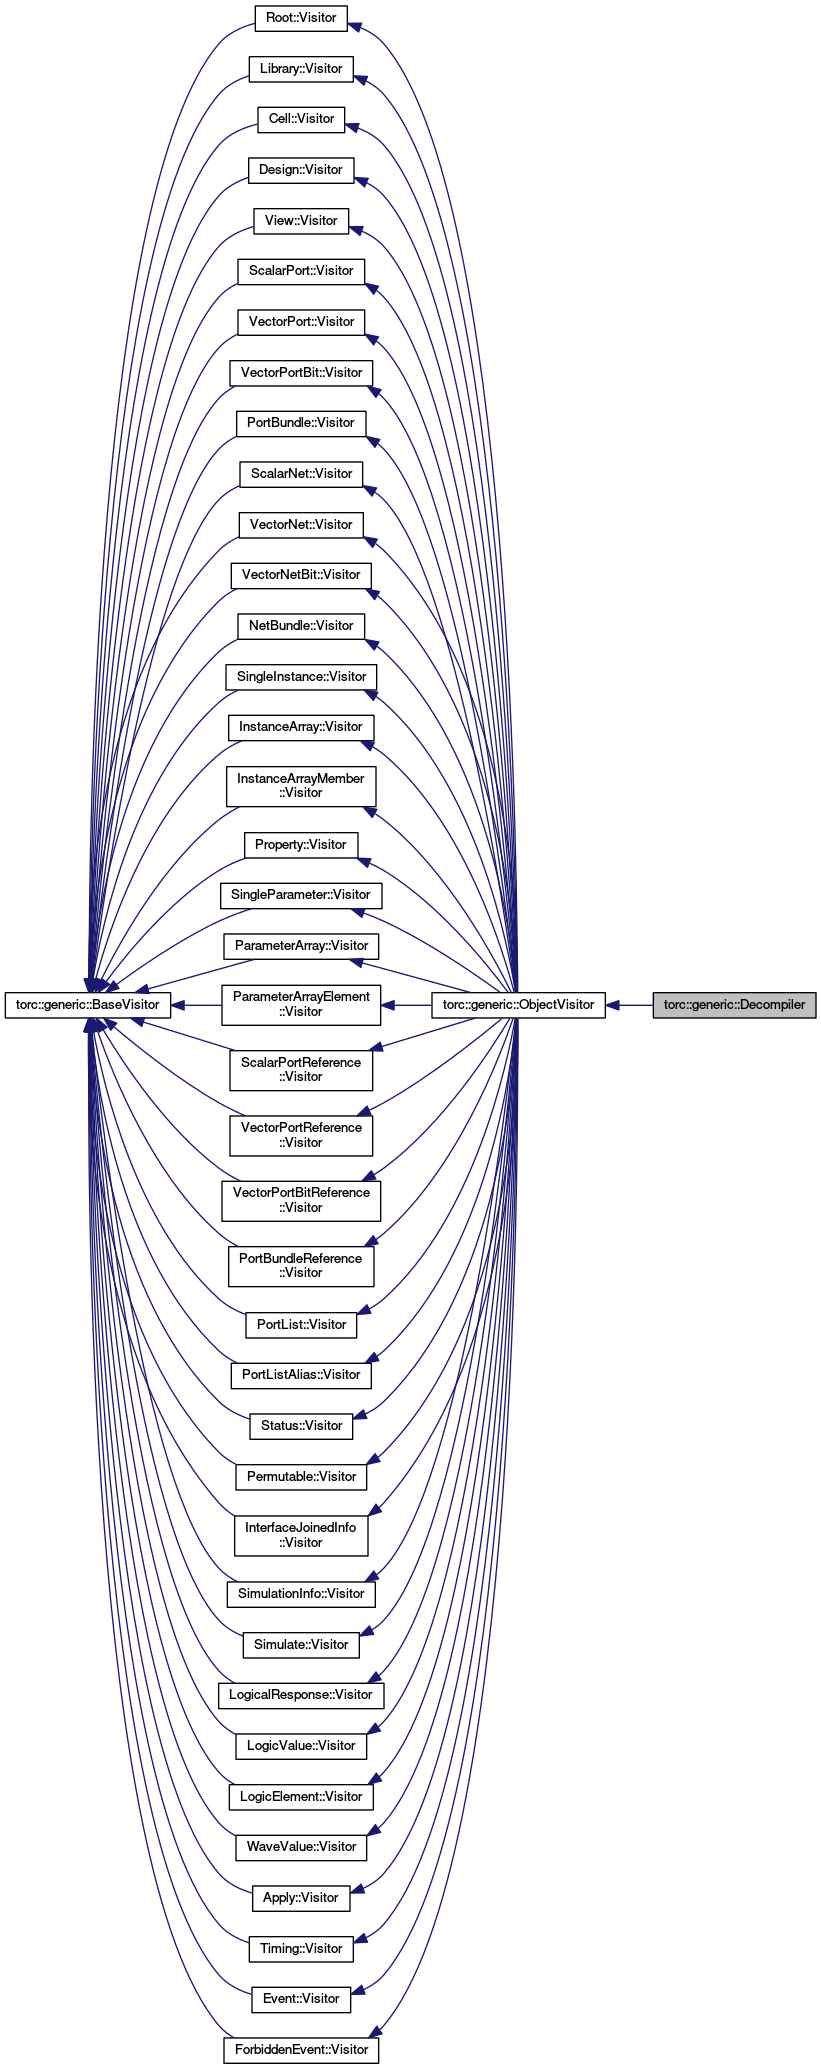 Root::Visitor
Library::Visitor
Cell::Visitor
Design::Visitor
View::Visitor
ScalarPort::Visitor
VectorPort::Visitor
VectorPortBit::Visitor
PortBundle::Visitor
ScalarNet::Visitor
VectorNet::Visitor
VectorNetBit::Visitor
NetBundle::Visitor
SingleInstance::Visitor
InstanceArray::Visitor
InstanceArrayMember
::Visitor
Property::Visitor
SingleParameter::Visitor
ParameterArray::Visitor
torc::generic::BaseVisitor
ParameterArrayElement
::Visitor
torc::generic::ObjectVisitor
torc::generic::Decompiler
ScalarPortReference
::Visitor
VectorPortReference
::Visitor
VectorPortBitReference
::Visitor
PortBundleReference
::Visitor
PortList::Visitor
PortListAlias::Visitor
Status::Visitor
Permutable::Visitor
InterfaceJoinedInfo
::Visitor
SimulationInfo::Visitor
Simulate::Visitor
LogicalResponse::Visitor
LogicValue::Visitor
LogicElement::Visitor
WaveValue::Visitor
Apply::Visitor
Timing::Visitor
Event::Visitor
ForbiddenEvent::Visitor